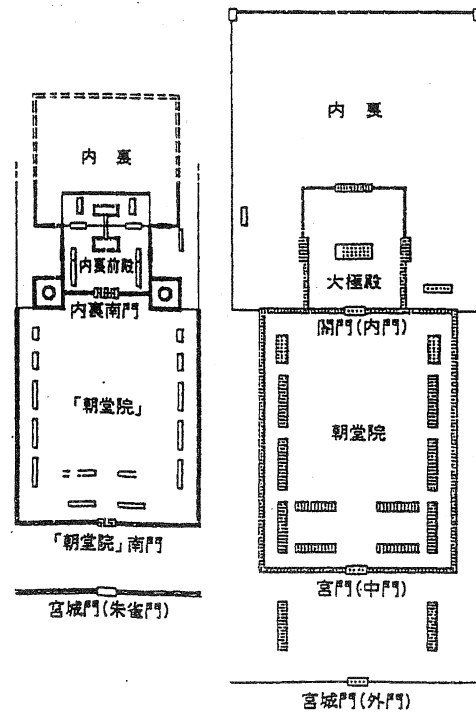 内裏
内裏前殿
内裏南門
「朝堂院」
「朝堂院」南門
宮城門(朱雀門)
内裏
大極殿
閤門(内門)
朝堂院
宮門(中門)
宮城門(外門)